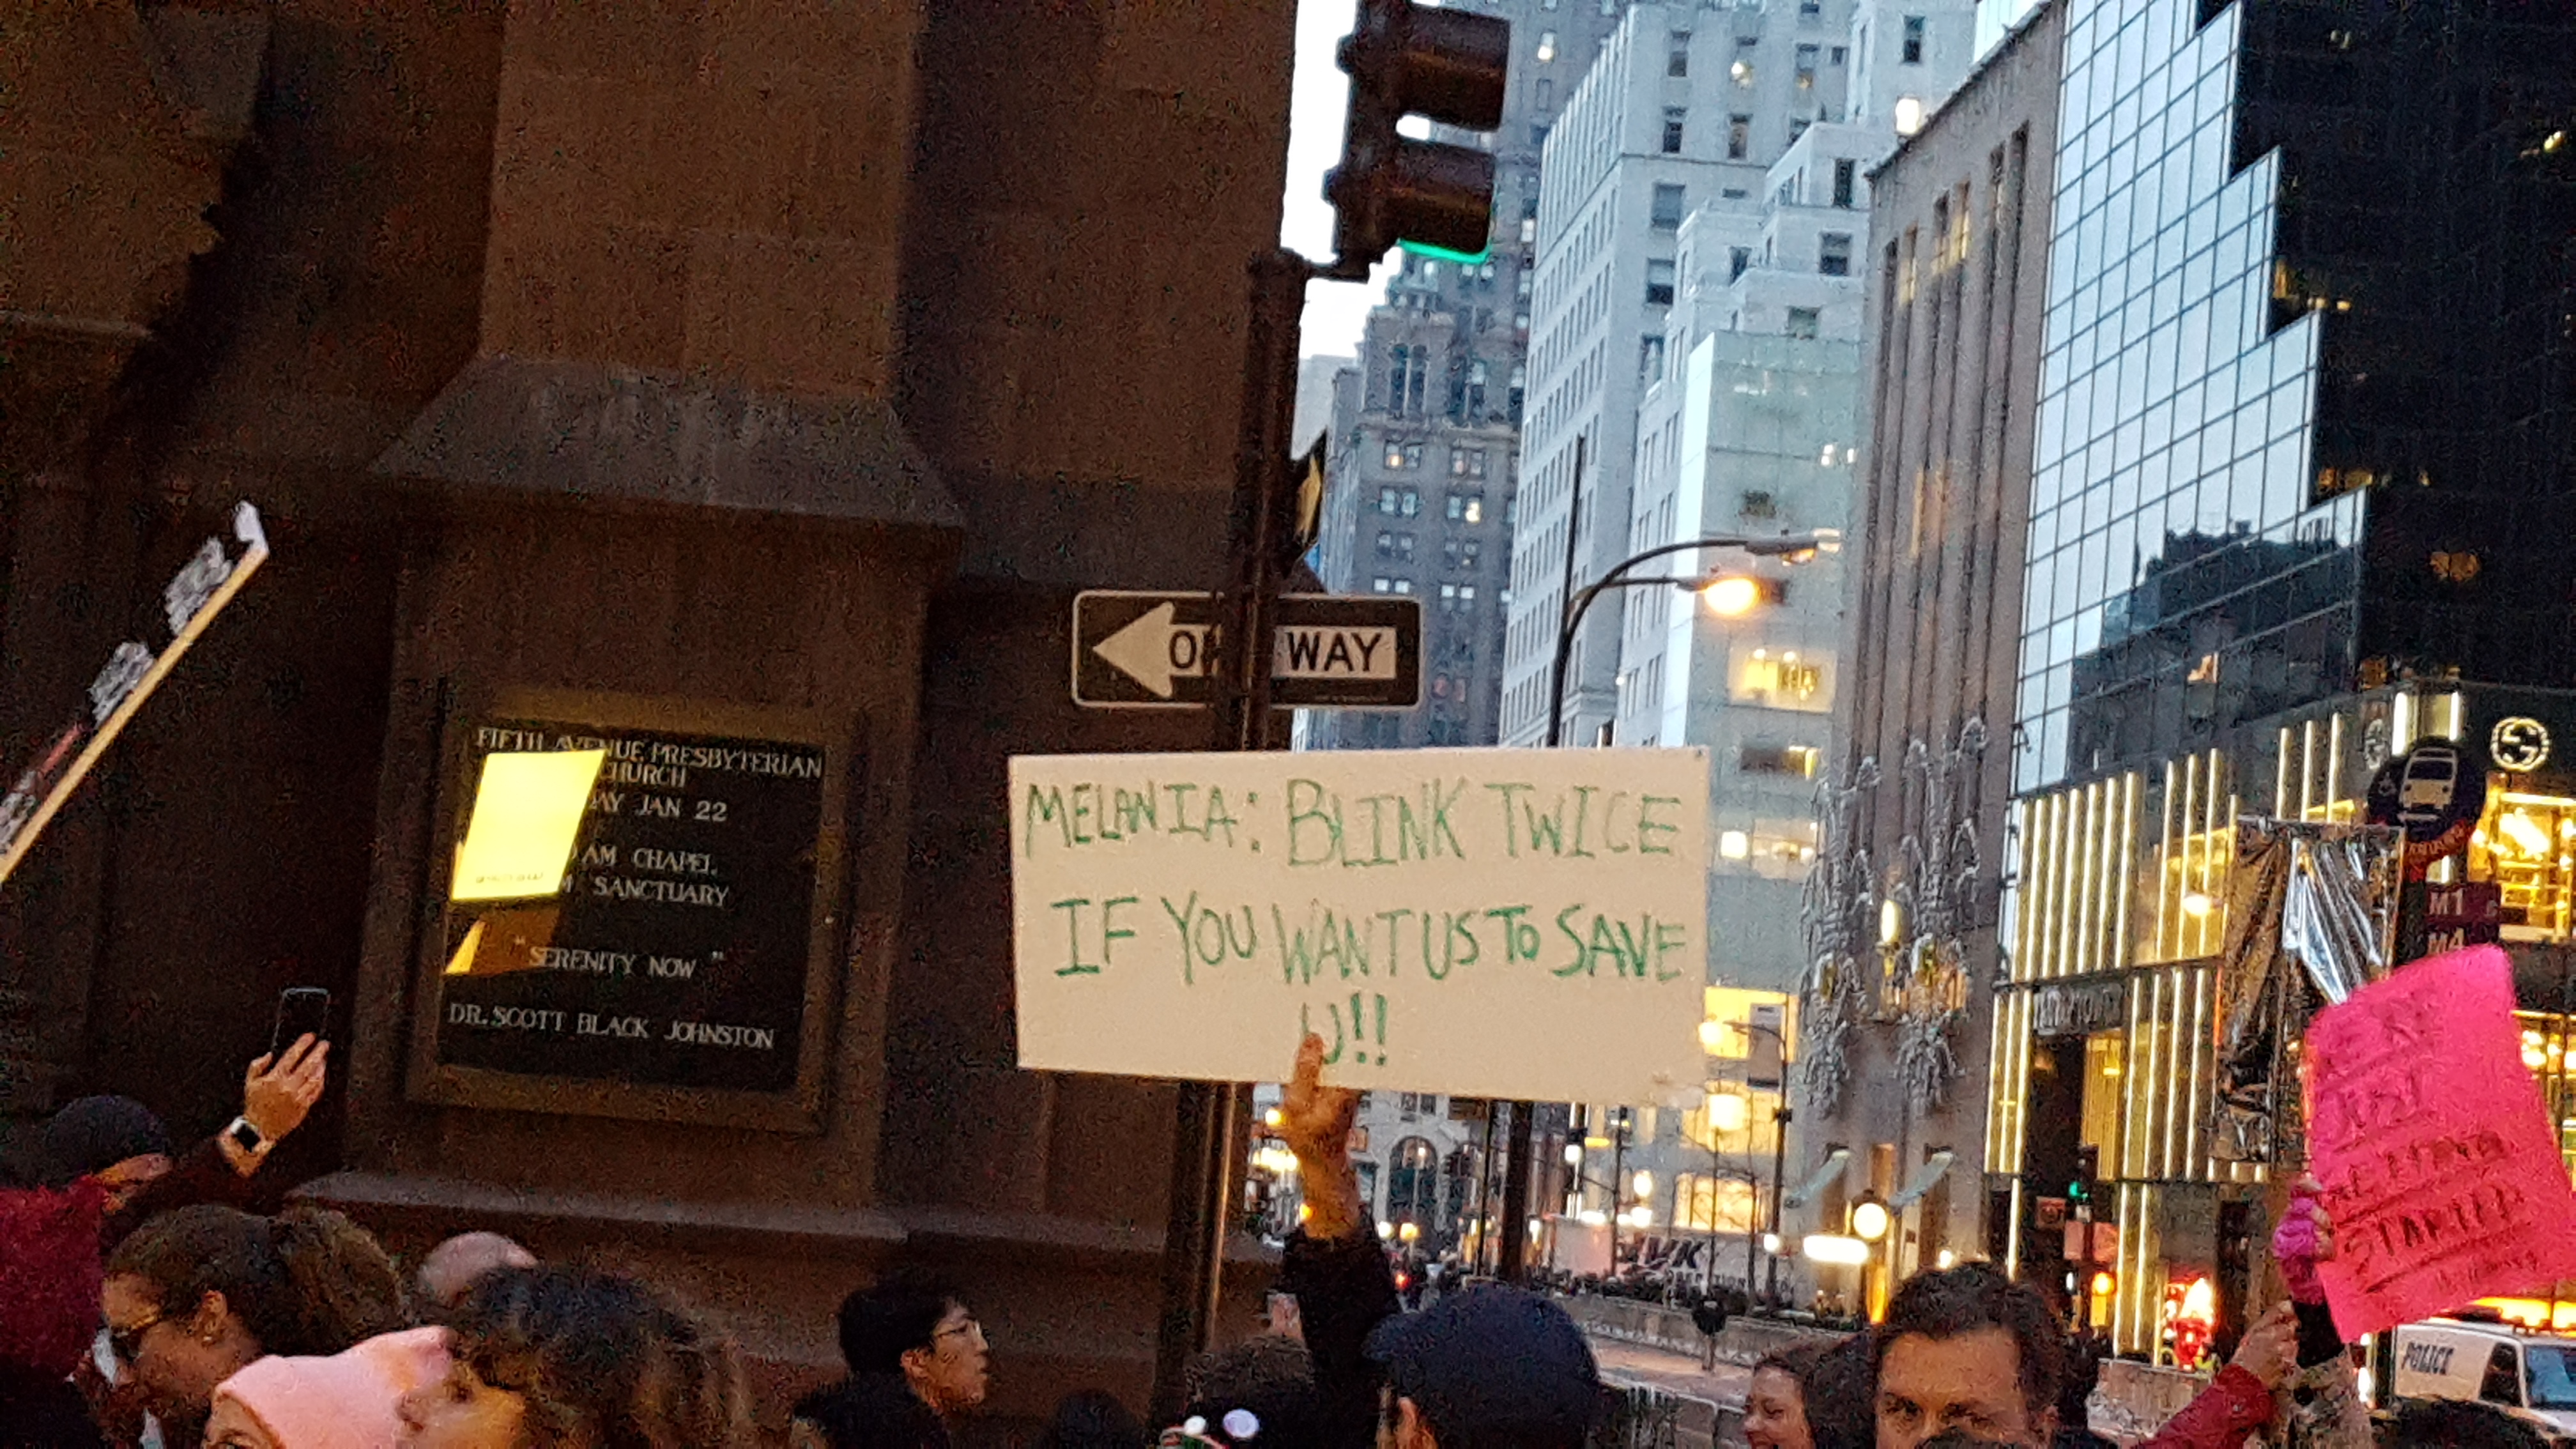 ONE WAY
FIFTH AVENUE PRESBYTERIAN
CHURCH
JAN 22
AM CHAPEL
SANCTUARY
"SERENITY NOW"
DR. SCOTT BLACK JOHNSTON
MELANIA: BLINK TWICE
IF YOU WANT US TO SAVE
U!!
M1
M4
POLICE